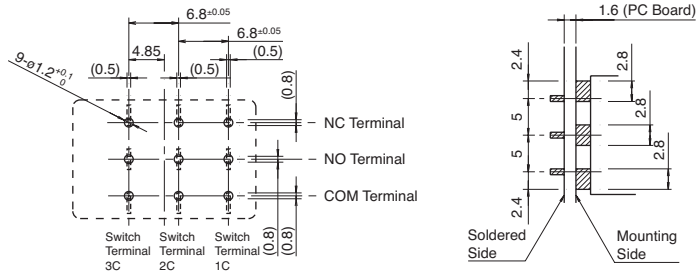 6.8±0.05
6.8±0.05
4.85
(0.5)
(0.5)
(0.5)
9-ø1.2+0.1 0
(0.8)
NC Terminal
NO Terminal
COM Terminal
(0.8)
(0.8)
Switch
Terminal
3C
Switch
Terminal
2C
Switch
Terminal
1C
1.6 (PC Board)
2.4
2.8
5
2.8
5
2.8
2.4
Soldered
Side
Mounting
Side